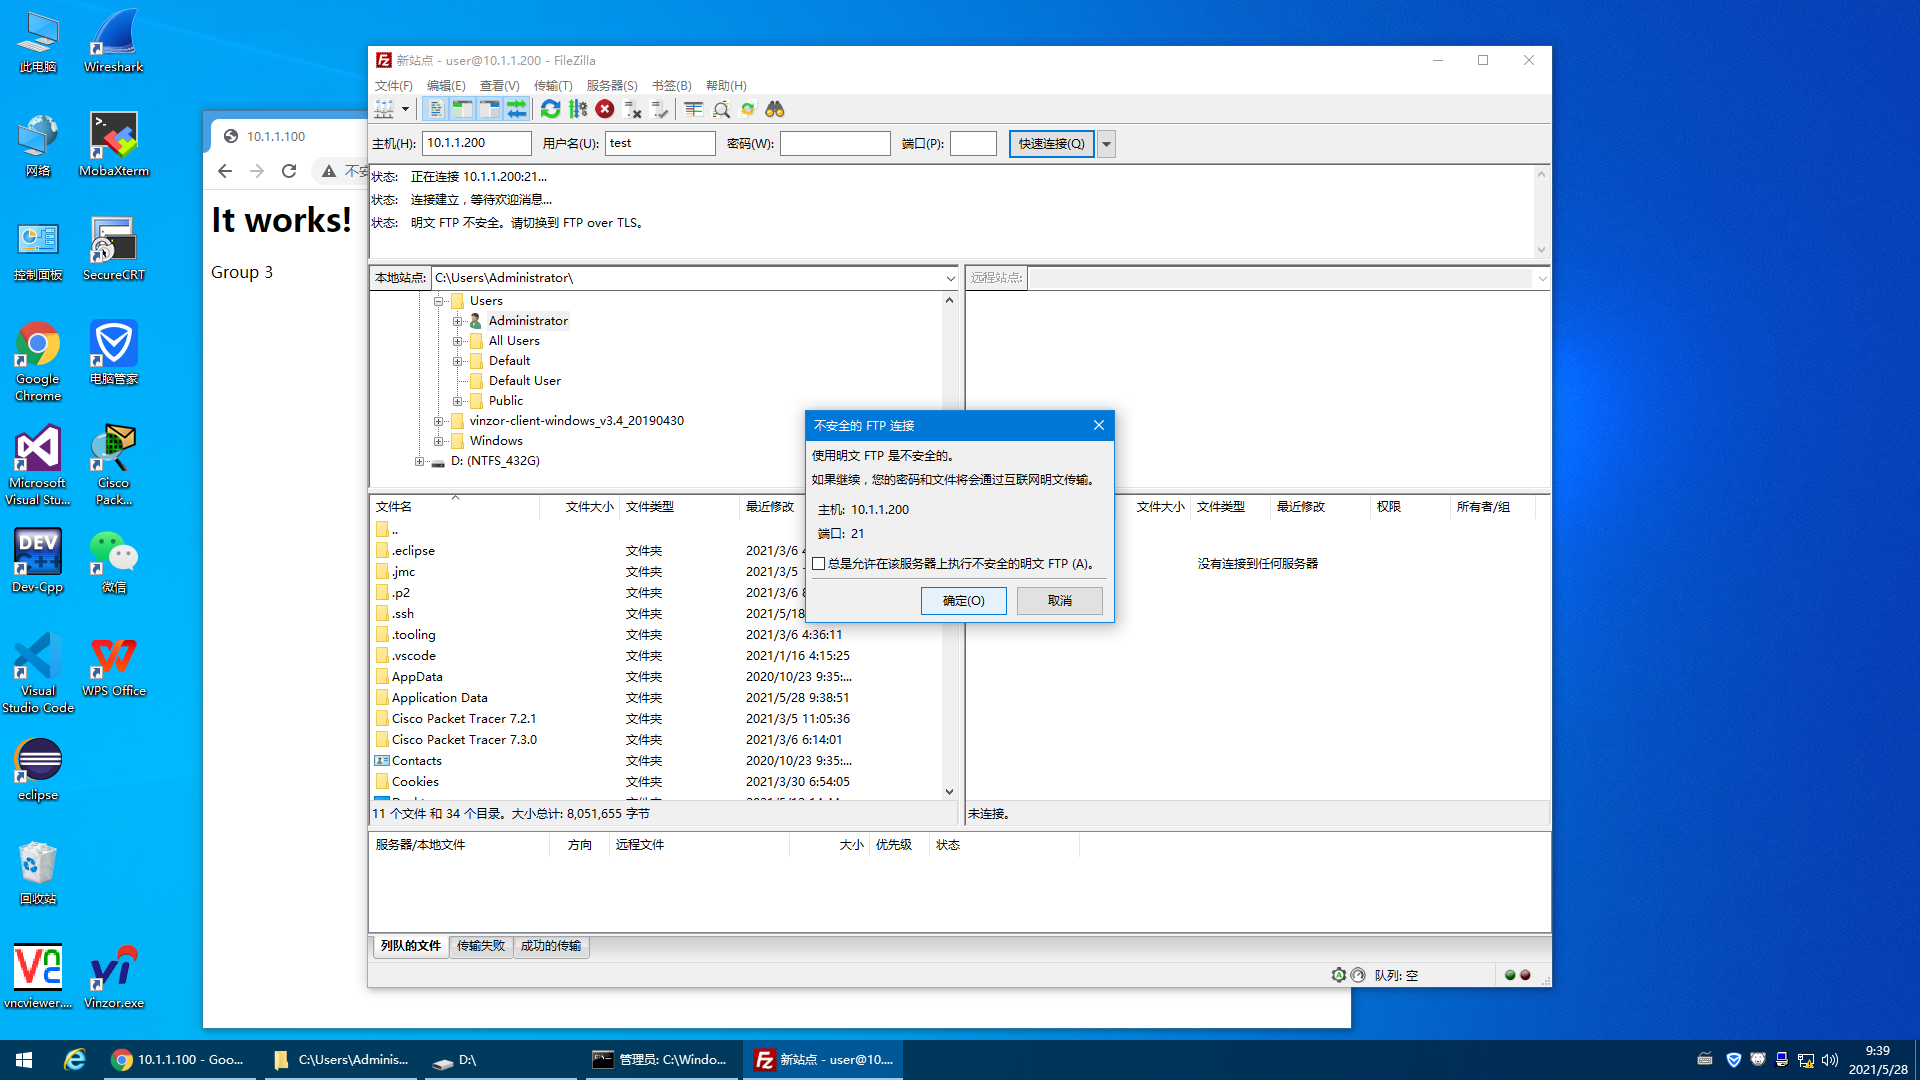 此电脑
Wireshark
网络
MobaXterm
控制面板
SecureCRT
Google
Chrome
电脑管家
Microsoft
Visual Stu...
Cisco
Pack...
DEV
C++
Dev-Cpp
微信
Visual
Studio Code
WPS Office
eclipse
回收站
vncviewer....
Vinzor.exe
10.1.1.100
It works!
Group 3
新站点 - user@10.1.1.200 - FileZilla
文件(F) 编辑(E) 查看(V) 传输(T) 服务器(S) 书签(B) 帮助(H)
主机(H): 10.1.1.200 用户名(U): test 密码(W): 端口(P): 快速连接(Q)
状态: 正在连接 10.1.1.200:21...
状态: 连接建立，等待欢迎消息...
状态: 明文 FTP 不安全。请切换到 FTP over TLS。
本地站点: C:\Users\Administrator\
远程站点:
Users
Administrator
All Users
Default
Default User
Public
vinzor-client-windows_v3.4_20190430
Windows
D: (NTFS_432G)
文件名 文件大小 文件类型 最近修改
..
.eclipse 文件夹 2021/3/6
.jmc 文件夹 2021/3/5
.p2 文件夹 2021/3/6
.ssh 文件夹 2021/5/18
.tooling 文件夹 2021/3/6 4:36:11
.vscode 文件夹 2021/1/16 4:15:25
AppData 文件夹 2020/10/23 9:35:...
Application Data 文件夹 2021/5/28 9:38:51
Cisco Packet Tracer 7.2.1 文件夹 2021/3/5 11:05:36
Cisco Packet Tracer 7.3.0 文件夹 2021/3/6 6:14:01
Contacts 文件夹 2020/10/23 9:35:...
Cookies 文件夹 2021/3/30 6:54:05
11 个文件 和 34 个目录。大小总计: 8,051,655 字节
文件大小 文件类型 最近修改 权限 所有者/组
没有连接到任何服务器
未连接。
不安全的 FTP 连接
使用明文 FTP 是不安全的。
如果继续，您的密码和文件将会通过互联网明文传输。
主机: 10.1.1.200
端口: 21
总是允许在该服务器上执行不安全的明文 FTP (A)。
确定(O) 取消
服务器/本地文件 方向 远程文件 大小 优先级 状态
列队的文件 传输失败 成功的传输
队列: 空
10.1.1.100 - Goo...
C:\Users\Adminis...
D:\
管理员: C:\Windo...
新站点 - user@10....
9:39
2021/5/28